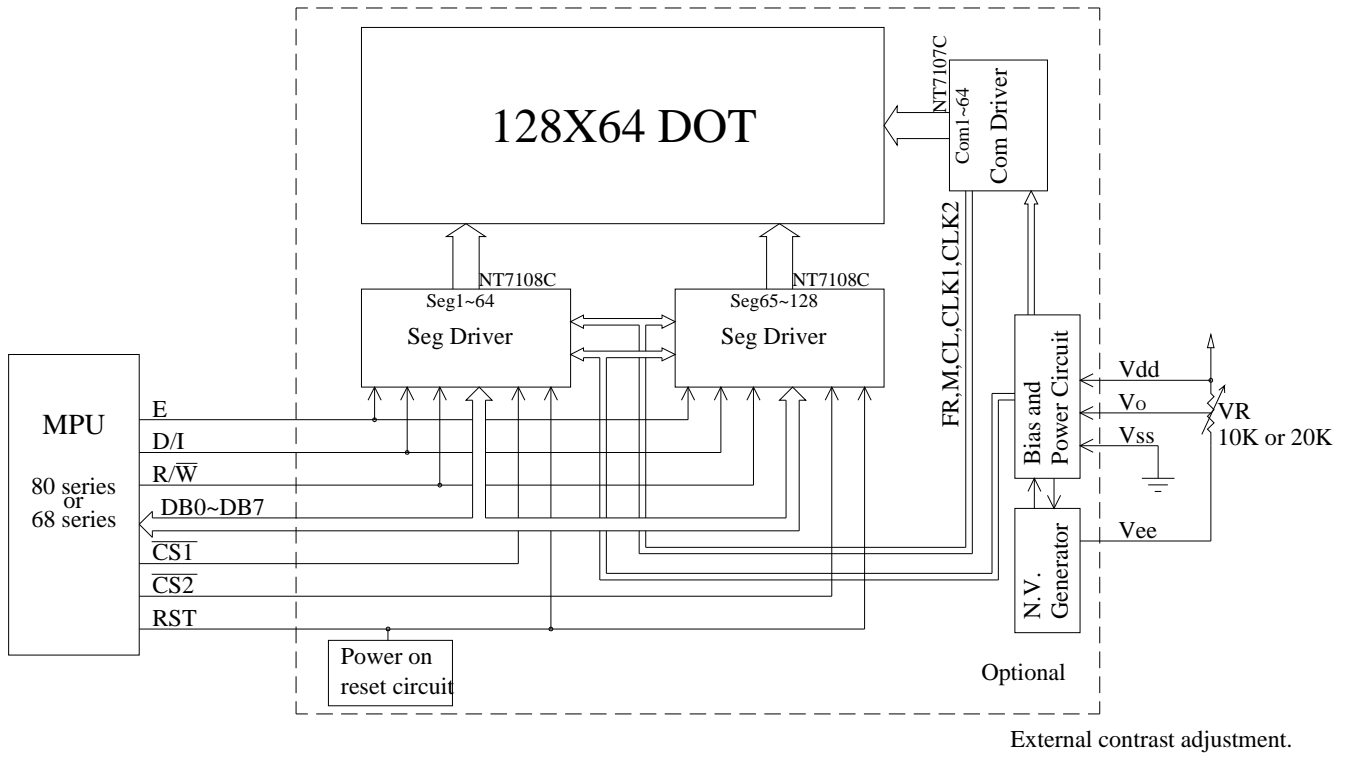 128X64 DOT
NT7107C
Com1~64
Com Driver
FR,M,CL,CLK1,CLK2
NT7108C
Seg1~64
Seg Driver
NT7108C
Seg65~128
Seg Driver
MPU
80 series
or
68 series
E
D/I
R/W̅
DB0~DB7
C̅S̅1̅
C̅S̅2̅
RST
Power on
reset circuit
Bias and
Power Circuit
N.V.
Generator
Vdd
Vo
Vss
Vee
VR
10K or 20K
Optional
External contrast adjustment.